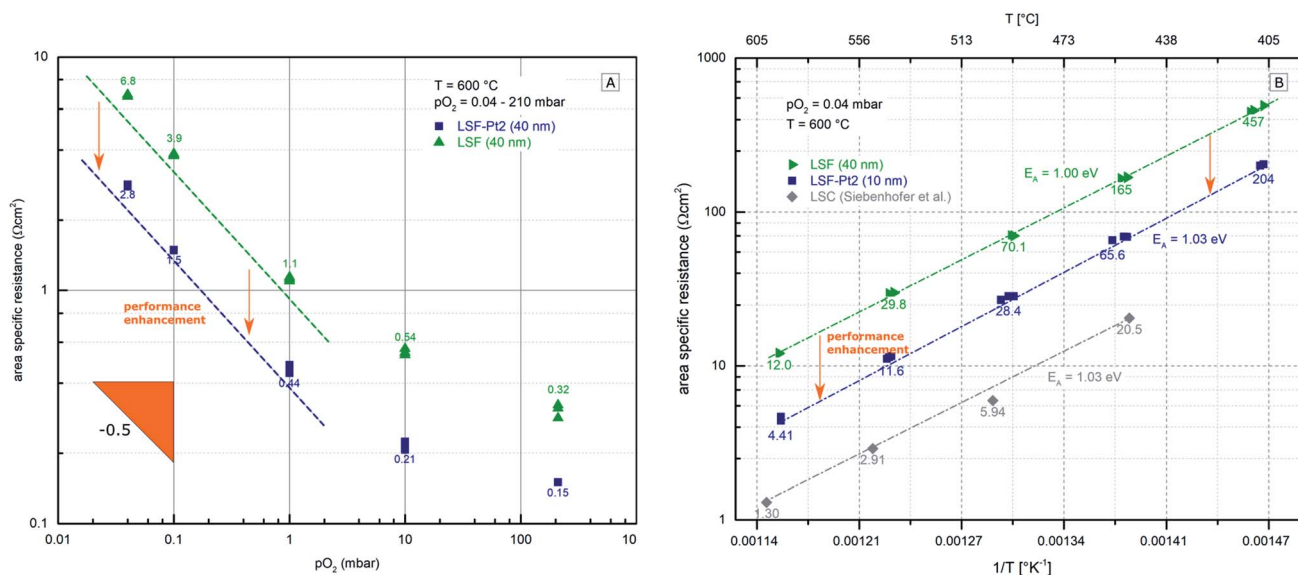 10
1
0.1
area specific resistance (Ωcm²)
A
T = 600 °C
pO₂ = 0.04 - 210 mbar
LSF-Pt2 (40 nm)
LSF (40 nm)
6.8
3.9
1.1
0.54
0.32
2.8
1.5
0.44
0.21
0.15
performance
enhancement
-0.5
0.01 0.1 1 10 100 10
pO₂ (mbar)
T [°C]
605 556 513 473 438 405
1000
100
10
1
area specific resistance (Ωcm²)
B
pO₂ = 0.04 mbar
T = 600 °C
LSF (40 nm)
LSF-Pt2 (10 nm)
LSC (Siebenhofer et al.)
E_A = 1.00 eV
457
165
70.1
29.8
12.0
204
E_A = 1.03 eV
65.6
28.4
11.6
4.41
performance
enhancement
20.5
E_A = 1.03 eV
5.94
2.91
1.30
0.00114 0.00121 0.00127 0.00134 0.00141 0.00147
1/T [°K⁻¹]